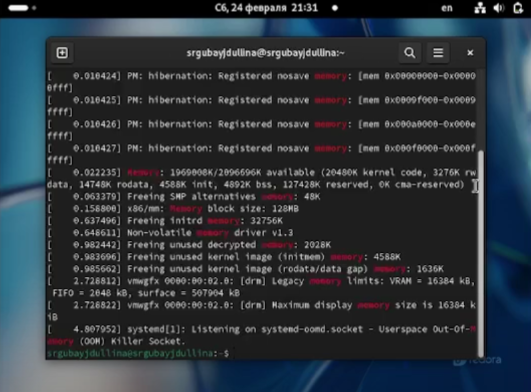 Сб, 24 февраля 21:31
en
srgubayjdullina@srgubayjdullina:~
[    0.010424] PM: hibernation: Registered nosave memory: [mem 0x00000000-0x0000
0fff]
[    0.010425] PM: hibernation: Registered nosave memory: [mem 0x0009f000-0x0009
ffff]
[    0.010426] PM: hibernation: Registered nosave memory: [mem 0x000a0000-0x000e
ffff]
[    0.010427] PM: hibernation: Registered nosave memory: [mem 0x000f0000-0x000f
ffff]
[    0.022235] Memory: 1969008K/2096696K available (20480K kernel code, 3276K rw
data, 14748K rodata, 4588K init, 4892K bss, 127428K reserved, 0K cma-reserved)
[    0.063379] Freeing SMP alternatives memory: 48K
[    0.158800] x86/mm: Memory block size: 128MB
[    0.637496] Freeing initrd memory: 32756K
[    0.648611] Non-volatile memory driver v1.3
[    0.982442] Freeing unused decrypted memory: 2028K
[    0.983696] Freeing unused kernel image (initmem) memory: 4588K
[    0.985662] Freeing unused kernel image (rodata/data gap) memory: 1636K
[    2.728812] vmwgfx 0000:00:02.0: [drm] Legacy memory limits: VRAM = 16384 kB,
FIFO = 2048 kB, surface = 507904 kB
[    2.728822] vmwgfx 0000:00:02.0: [drm] Maximum display memory size is 16384 k
iB
[    4.807952] systemd[1]: Listening on systemd-oomd.socket - Userspace Out-Of-M
emory (OOM) Killer Socket.
srgubayjdullina@srgubayjdullina:~$
fedora